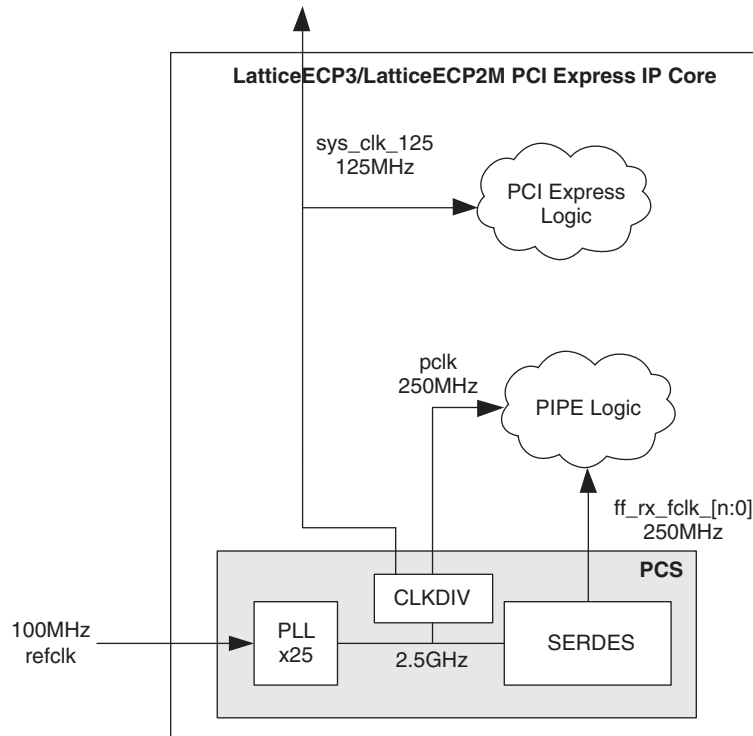 LatticeECP3/LatticeECP2M PCI Express IP Core
sys_clk_125
125MHz
PCI Express
Logic
pclk
250MHz
PIPE Logic
ff_rx_fclk_[n:0]
250MHz
PCS
CLKDIV
100MHz
refclk
PLL
x25
2.5GHz
SERDES